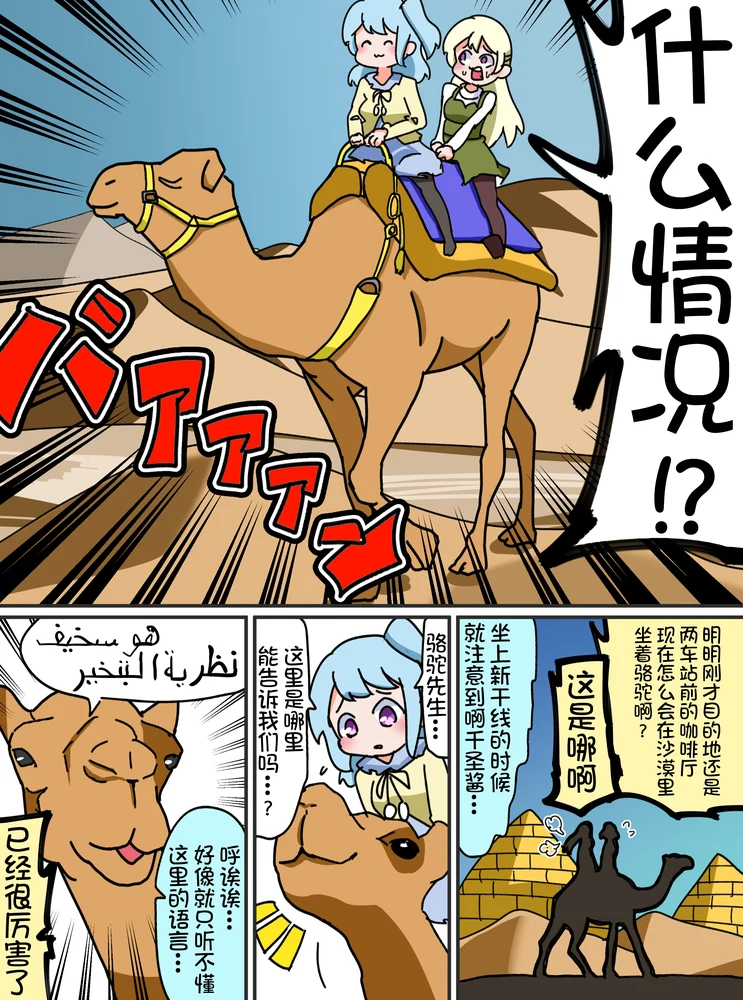 什么情况!?
バァァァン
明明刚才目的地还是
两车站前的咖啡厅
现在怎么会在沙漠里
坐着骆驼啊?
这是哪啊
坐上新干线的时候
就注意到啊千圣酱…
骆驼先生…
这里是哪里
能告诉我们吗…?
هو سخيف
نظرية التبخير
呼诶诶…
好像就只听不懂
这里的语言…
已经很厉害了